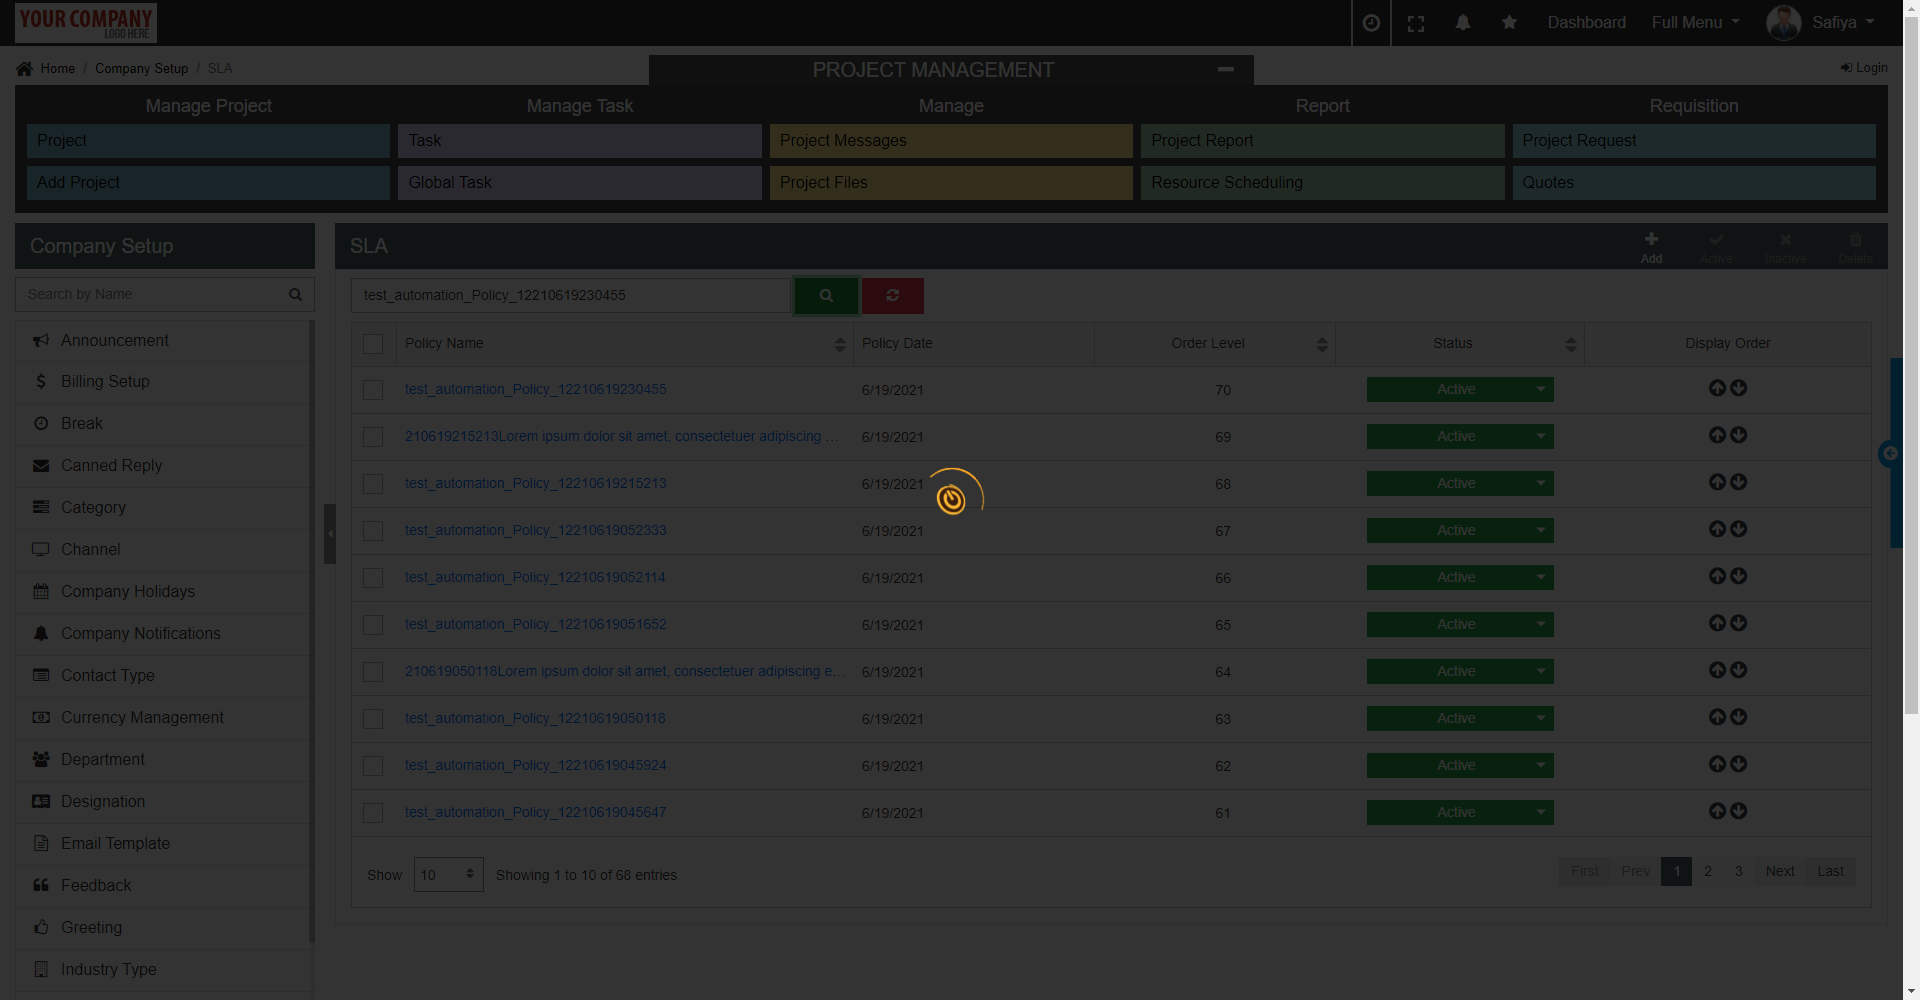 YOUR COMPANY
LOGO HERE
Dashboard
Full Menu
Safiya
Home / Company Setup / SLA
PROJECT MANAGEMENT
Login
Manage Project
Manage Task
Manage
Report
Requisition
Project
Task
Project Messages
Project Report
Project Request
Add Project
Global Task
Project Files
Resource Scheduling
Quotes
Company Setup
Search by Name
Announcement
Billing Setup
Break
Canned Reply
Category
Channel
Company Holidays
Company Notifications
Contact Type
Currency Management
Department
Designation
Email Template
Feedback
Greeting
Industry Type
SLA
Add
Active
Inactive
Delete
test_automation_Policy_12210619230455
Policy Name Policy Date Order Level Status Display Order
test_automation_Policy_12210619230455 6/19/2021 70 Active
210619215213Lorem ipsum dolor sit amet, consectetuer adipiscing ... 6/19/2021 69 Active
test_automation_Policy_12210619215213 6/19/2021 68 Active
test_automation_Policy_12210619052333 6/19/2021 67 Active
test_automation_Policy_12210619052114 6/19/2021 66 Active
test_automation_Policy_12210619051652 6/19/2021 65 Active
210619050118Lorem ipsum dolor sit amet, consectetuer adipiscing e... 6/19/2021 64 Active
test_automation_Policy_12210619050118 6/19/2021 63 Active
test_automation_Policy_12210619045924 6/19/2021 62 Active
test_automation_Policy_12210619045647 6/19/2021 61 Active
Show 10 Showing 1 to 10 of 68 entries
First Prev 1 2 3 Next Last